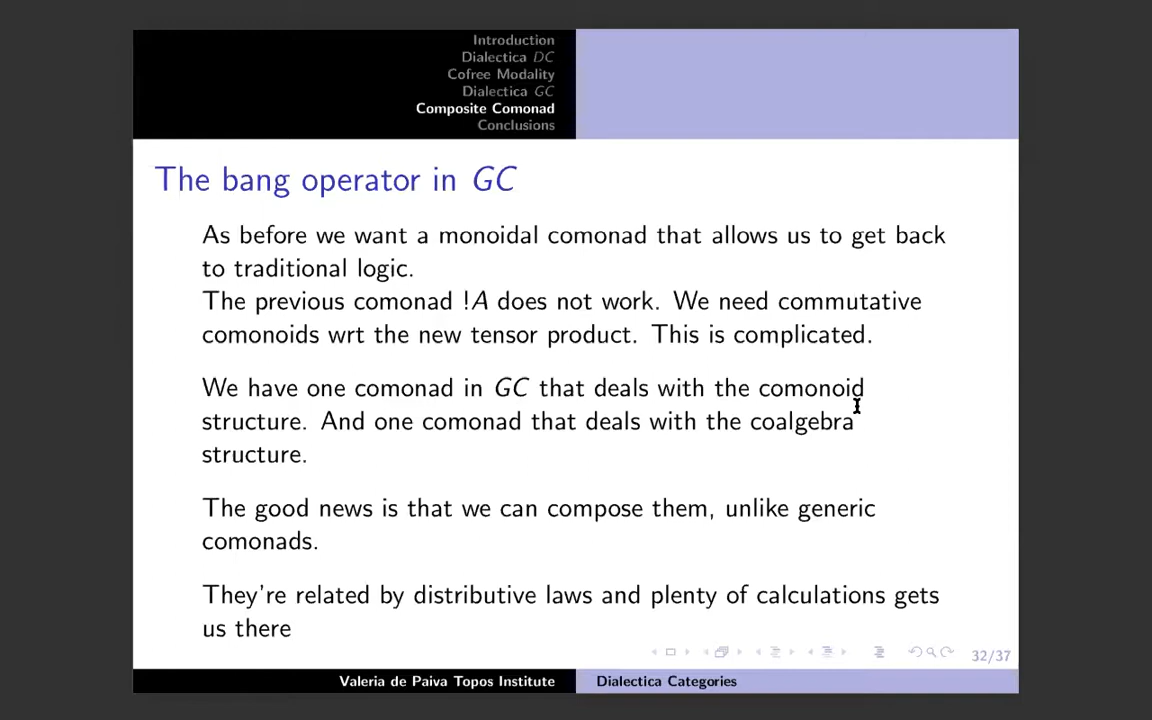 Introduction
Dialectica DC
Cofree Modality
Dialectica GC
Composite Comonad
Conclusions
The bang operator in GC
As before we want a monoidal comonad that allows us to get back
to traditional logic.
The previous comonad !A does not work. We need commutative
comonoids wrt the new tensor product. This is complicated.
We have one comonad in GC that deals with the comonoid
structure. And one comonad that deals with the coalgebra
structure.
The good news is that we can compose them, unlike generic
comonads.
They're related by distributive laws and plenty of calculations gets
us there
32/37
Valeria de Paiva Topos Institute
Dialectica Categories